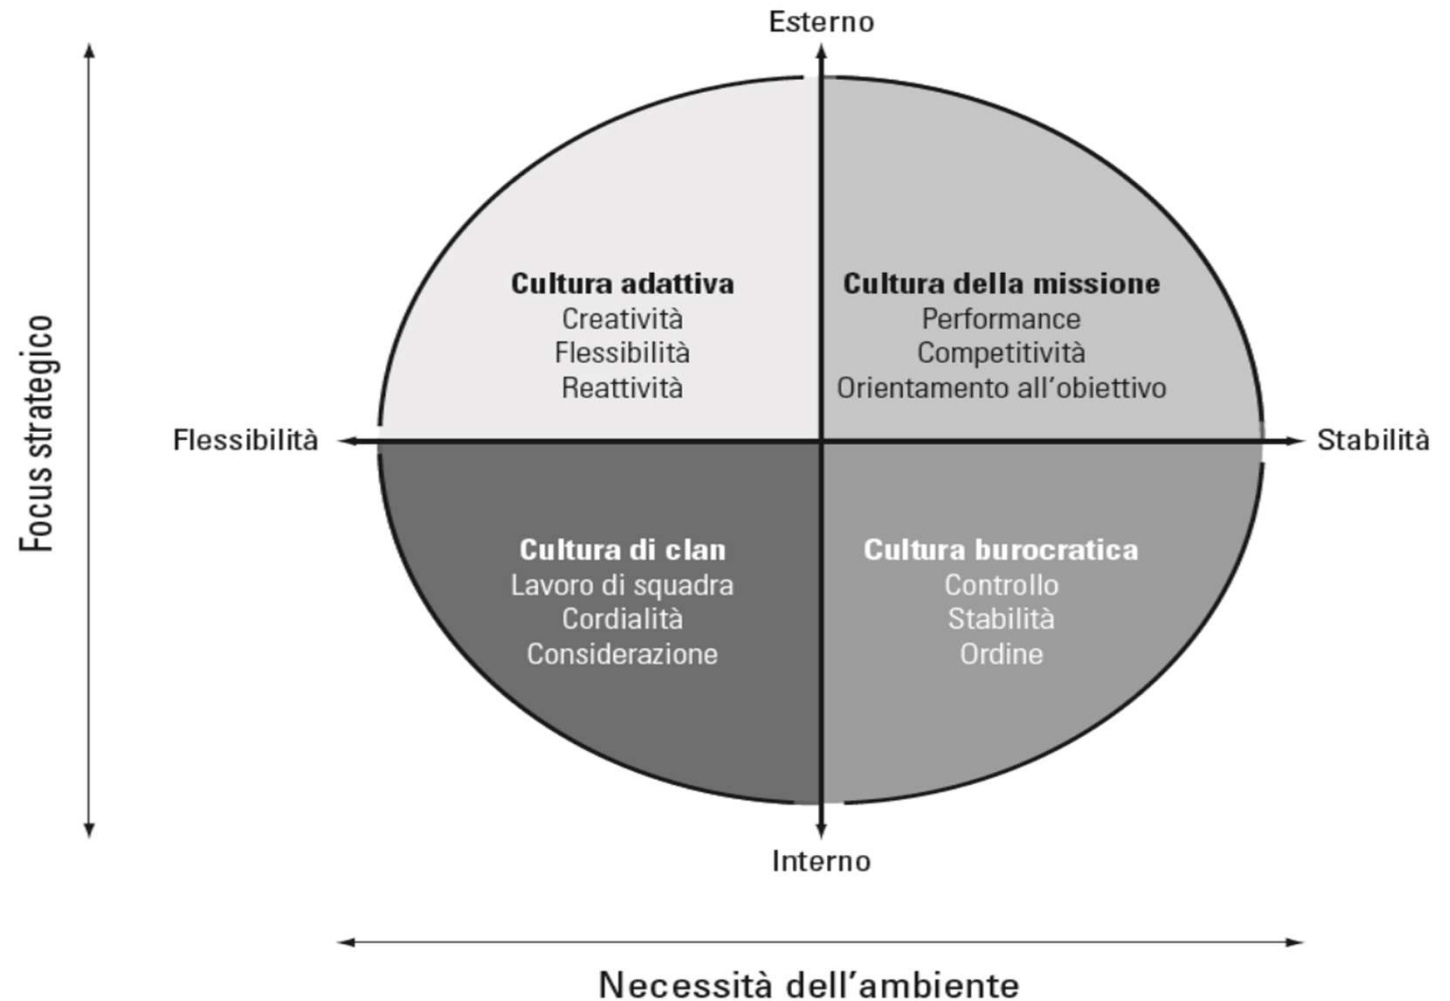 Esterno
Cultura adattiva
Creatività
Flessibilità
Reattività
Cultura della missione
Performance
Competitività
Orientamento all'obiettivo
Focus strategico
Flessibilità
Stabilità
Cultura di clan
Lavoro di squadra
Cordialità
Considerazione
Cultura burocratica
Controllo
Stabilità
Ordine
Interno
Necessità dell'ambiente